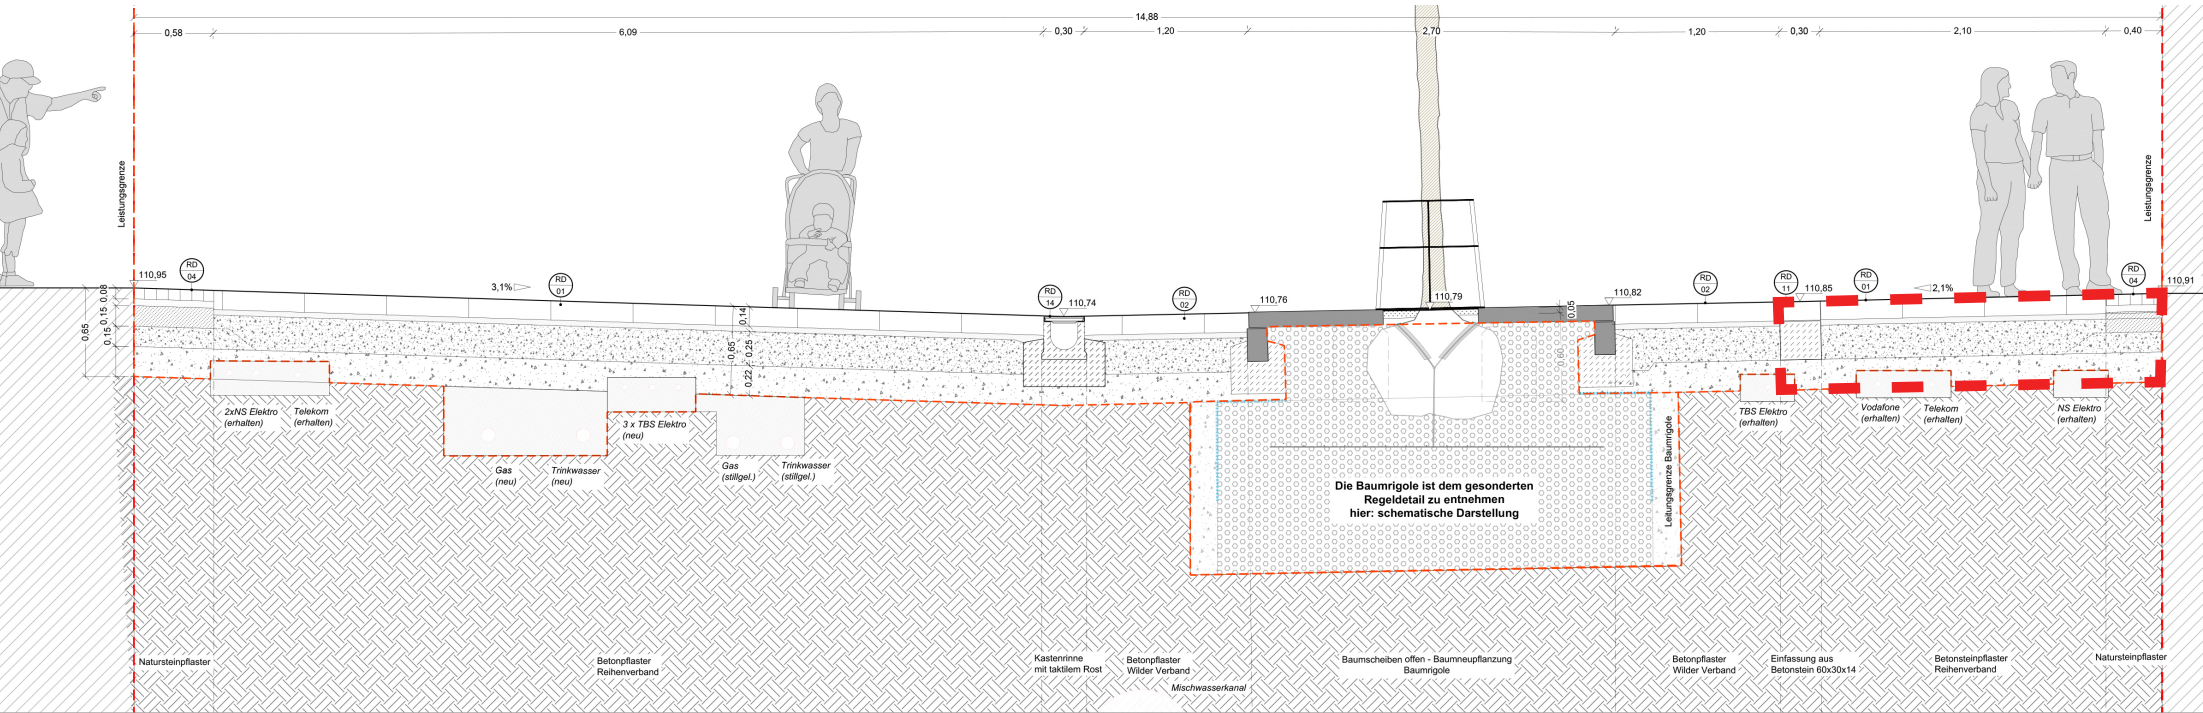 14,88
0,58
6,09
0,30
1,20
2,70
1,20
0,30
2,10
0,40
Leistungsgrenze
Leistungsgrenze
RD
04
110,95
3,1%
RD
01
RD
14
110,74
RD
02
110,76
110,79
110,82
RD
02
RD
11
110,85
RD
01
2,1%
RD
04
110,91
0,65
0,15
0,15
0,08
0,14
0,65
0,25
0,22
0,05
0,60
2xNS Elektro
(erhalten)
Telekom
(erhalten)
Gas
(neu)
Trinkwasser
(neu)
3 x TBS Elektro
(neu)
Gas
(stillgel.)
Trinkwasser
(stillgel.)
Die Baumrigole ist dem gesonderten
Regeldetail zu entnehmen
hier: schematische Darstellung
Leitungsgrenze Baumrigole
TBS Elektro
(erhalten)
Vodafone
(erhalten)
Telekom
(erhalten)
NS Elektro
(erhalten)
Natursteinpflaster
Betonpflaster
Reihenverband
Kastenrinne
mit taktilem Rost
Betonpflaster
Wilder Verband
Mischwasserkanal
Baumscheiben offen - Baumneupflanzung
Baumrigole
Betonpflaster
Wilder Verband
Einfassung aus
Betonstein 60x30x14
Betonsteinpflaster
Reihenverband
Natursteinpflaster